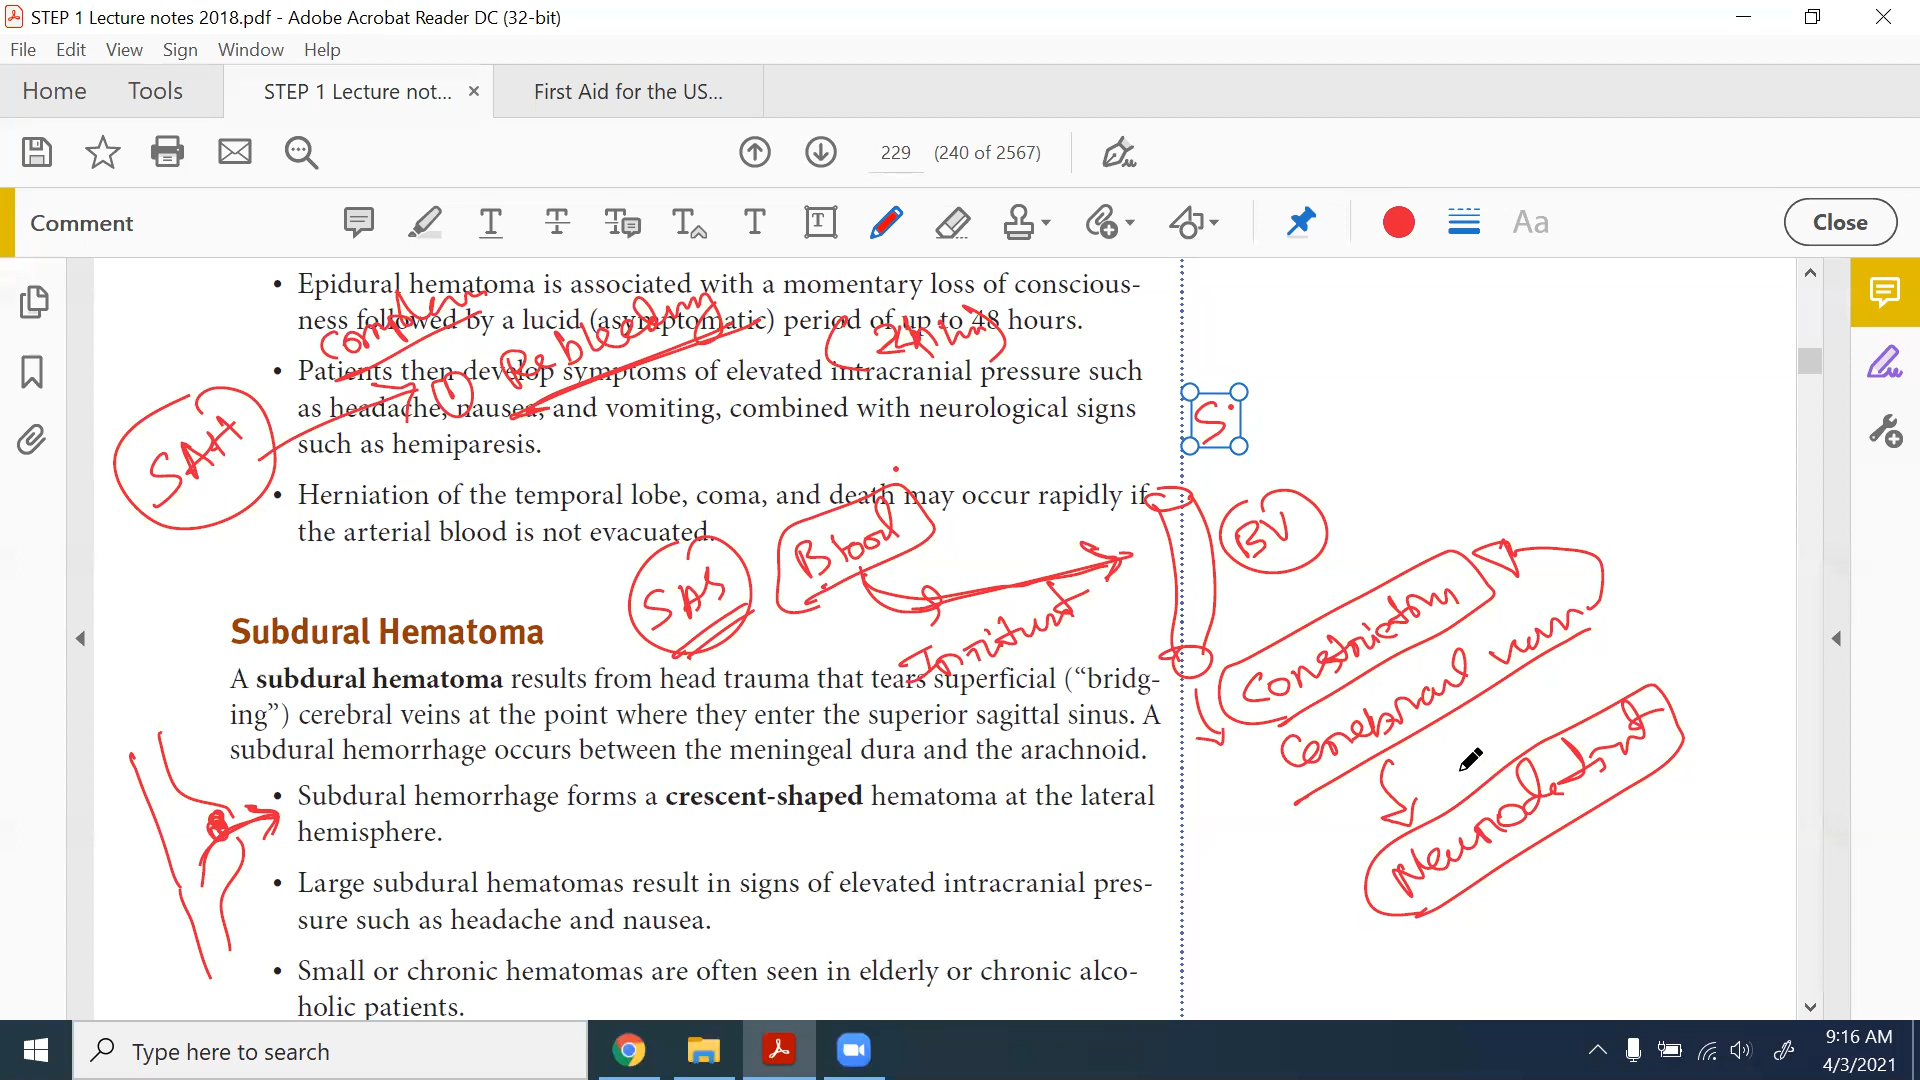 STEP 1 Lecture notes 2018.pdf - Adobe Acrobat Reader DC (32-bit)
File Edit View Sign Window Help
Home Tools STEP 1 Lecture not... × First Aid for the US...
229 (240 of 2567)
Comment Aa Close
• Epidural hematoma is associated with a momentary loss of conscious-
ness followed by a lucid (asymptomatic) period of up to 48 hours.
• Patients then develop symptoms of elevated intracranial pressure such
as headache, nausea, and vomiting, combined with neurological signs
such as hemiparesis.
• Herniation of the temporal lobe, coma, and death may occur rapidly if
the arterial blood is not evacuated.
① Rebleeding
SAH
S
BV
SAS Blood
Constriction
Subdural Hematoma
A subdural hematoma results from head trauma that tears superficial (“bridg-
ing”) cerebral veins at the point where they enter the superior sagittal sinus. A
subdural hemorrhage occurs between the meningeal dura and the arachnoid.
• Subdural hemorrhage forms a crescent-shaped hematoma at the lateral
hemisphere.
• Large subdural hematomas result in signs of elevated intracranial pres-
sure such as headache and nausea.
• Small or chronic hematomas are often seen in elderly or chronic alco-
holic patients.
Type here to search
9:16 AM
4/3/2021